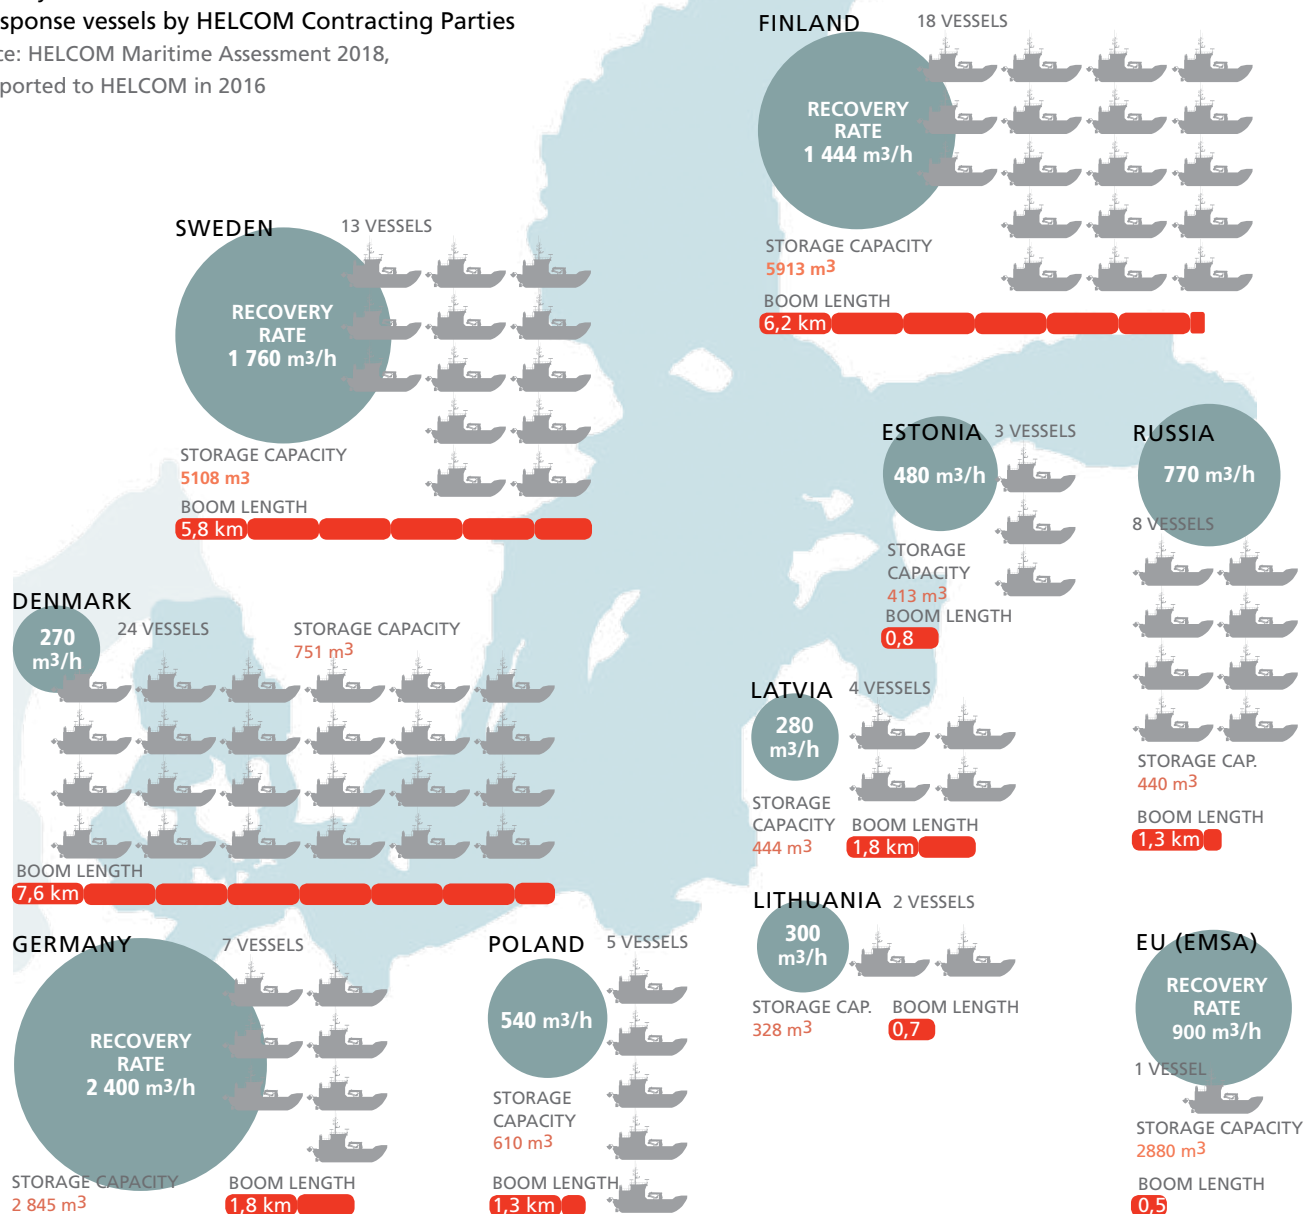 sponse vessels by HELCOM Contracting Parties
ce: HELCOM Maritime Assessment 2018,
ported to HELCOM in 2016
FINLAND
18 VESSELS
RECOVERY
RATE
1 444 m3/h
STORAGE CAPACITY
5913 m3
BOOM LENGTH
6,2 km
SWEDEN
13 VESSELS
RECOVERY
RATE
1 760 m3/h
STORAGE CAPACITY
5108 m3
BOOM LENGTH
5,8 km
ESTONIA
3 VESSELS
480 m3/h
STORAGE
CAPACITY
413 m3
BOOM LENGTH
0,8
RUSSIA
770 m3/h
8 VESSELS
STORAGE CAP.
440 m3
BOOM LENGTH
1,3 km
DENMARK
270
m3/h
24 VESSELS
STORAGE CAPACITY
751 m3
BOOM LENGTH
7,6 km
LATVIA
4 VESSELS
280
m3/h
STORAGE
CAPACITY
444 m3
BOOM LENGTH
1,8 km
LITHUANIA
2 VESSELS
300
m3/h
STORAGE CAP.
328 m3
BOOM LENGTH
0,7
GERMANY
7 VESSELS
RECOVERY
RATE
2 400 m3/h
STORAGE CAPACITY
2 845 m3
BOOM LENGTH
1,8 km
POLAND
5 VESSELS
540 m3/h
STORAGE
CAPACITY
610 m3
BOOM LENGTH
1,3 km
EU (EMSA)
RECOVERY
RATE
900 m3/h
1 VESSEL
STORAGE CAPACITY
2880 m3
BOOM LENGTH
0,5